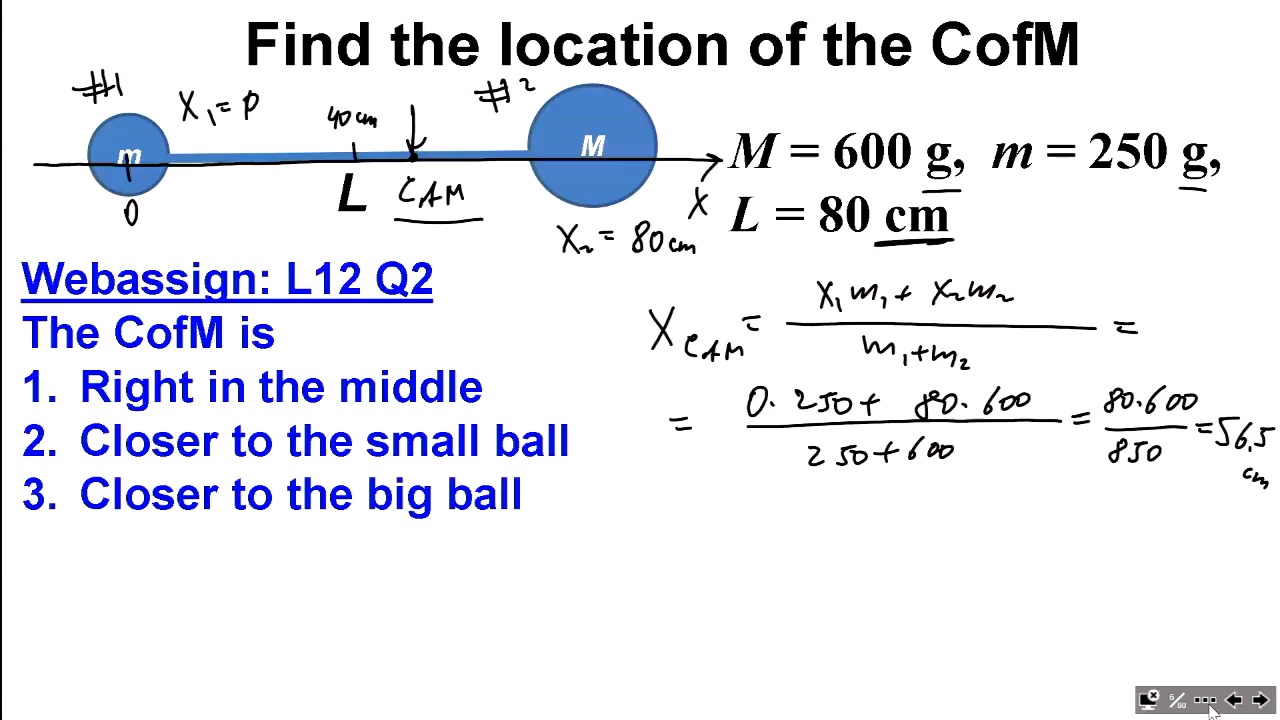 Find the location of the CofM
#1
X₁ = 0
40 cm
#2
m
M
0
L
CAM
X
X₂ = 80 cm
M = 600 g, m = 250 g,
L = 80 cm
Webassign: L12 Q2
The CofM is
1. Right in the middle
2. Closer to the small ball
3. Closer to the big ball
X CAM = X₁m₁ + X₂m₂ / m₁+m₂ =
= 0·250+ 80·600 / 250+600 = 80·600 / 850 = 56,5 cm
6/80